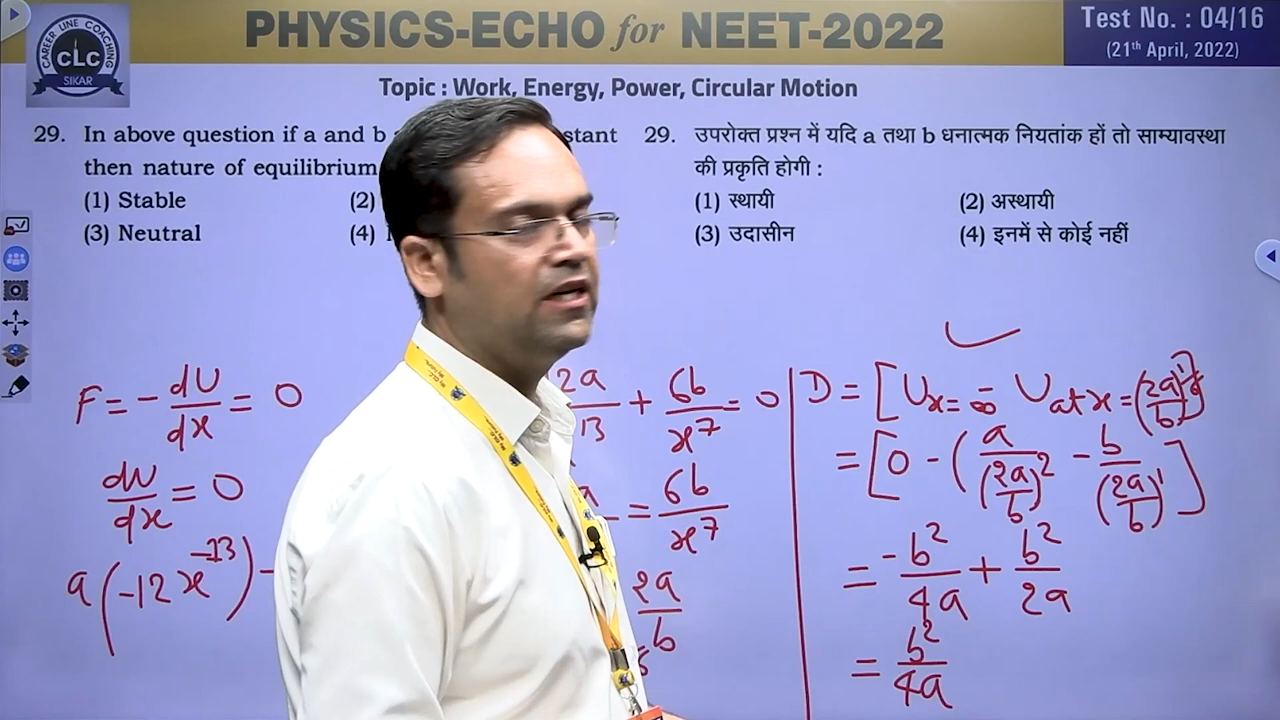 PHYSICS-ECHO for NEET-2022
Test No. : 04/16
(21th April, 2022)
CAREER LINE COACHING
CLC
SIKAR
Topic : Work, Energy, Power, Circular Motion
29. In above question if a and b
then nature of equilibrium
(1) Stable
(2)
(3) Neutral
(4)
29. उपरोक्त प्रश्न में यदि a तथा b धनात्मक नियतांक हों तो साम्यावस्था
की प्रकृति होगी :
(1) स्थायी
(2) अस्थायी
(3) उदासीन
(4) इनमें से कोई नहीं
F = - dU/dx = 0
dU/dx = 0
a(-12x^-13) -
2a/13 + 6b/x^7 = 0
= 6b/x^7
2a/b
D = [U x=∞ - U at x = (2a/b)^1/6]
= [0 - (a/(2a/b)^2 - b/(2a/b)^1]
= -b^2/4a + b^2/2a
= b^2/4a